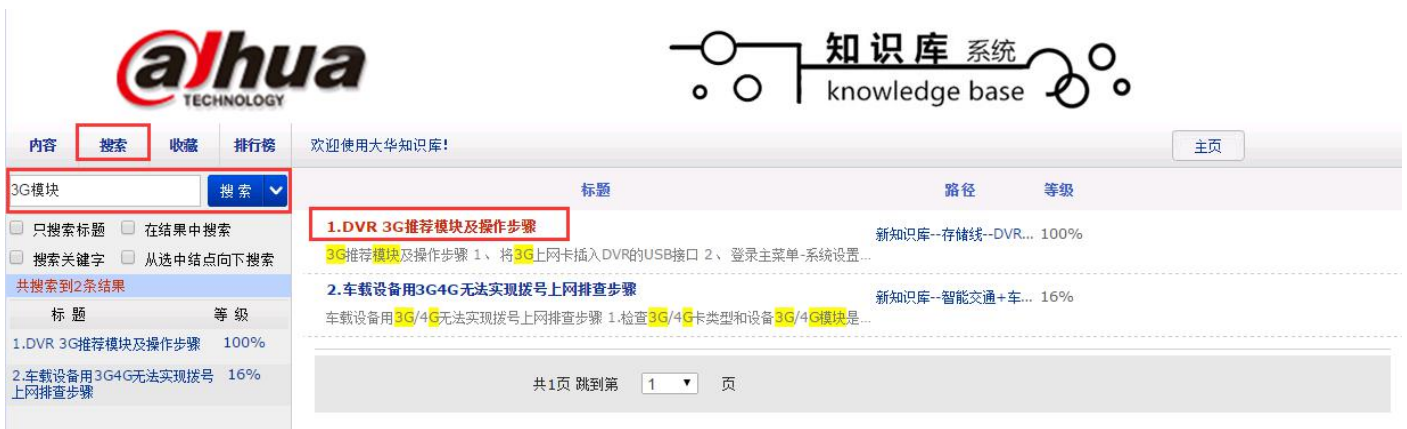 alhua
TECHNOLOGY
知识库 系统
knowledge base
内容 搜索 收藏 排行榜 欢迎使用大华知识库! 主页
3G模块 搜索
标题 路径 等级
只搜索标题 在结果中搜索
搜索关键字 从选中结点向下搜索
共搜索到2条结果
标 题 等 级
1.DVR 3G推荐模块及操作步骤 100%
2.车载设备用3G4G无法实现拔号上网排查步骤 16%
1.DVR 3G推荐模块及操作步骤
3G推荐模块及操作步骤 1、 将3G上网卡插入DVR的USB接口 2、 登录主菜单-系统设置...
新知识库--存储线--DVR... 100%
2.车载设备用3G4G无法实现拔号上网排查步骤
车载设备用3G/4G无法实现拔号上网排查步骤 1.检查3G/4G卡类型和设备3G/4G模块是...
新知识库--智能交通+车... 16%
共1页 跳到第 1 页